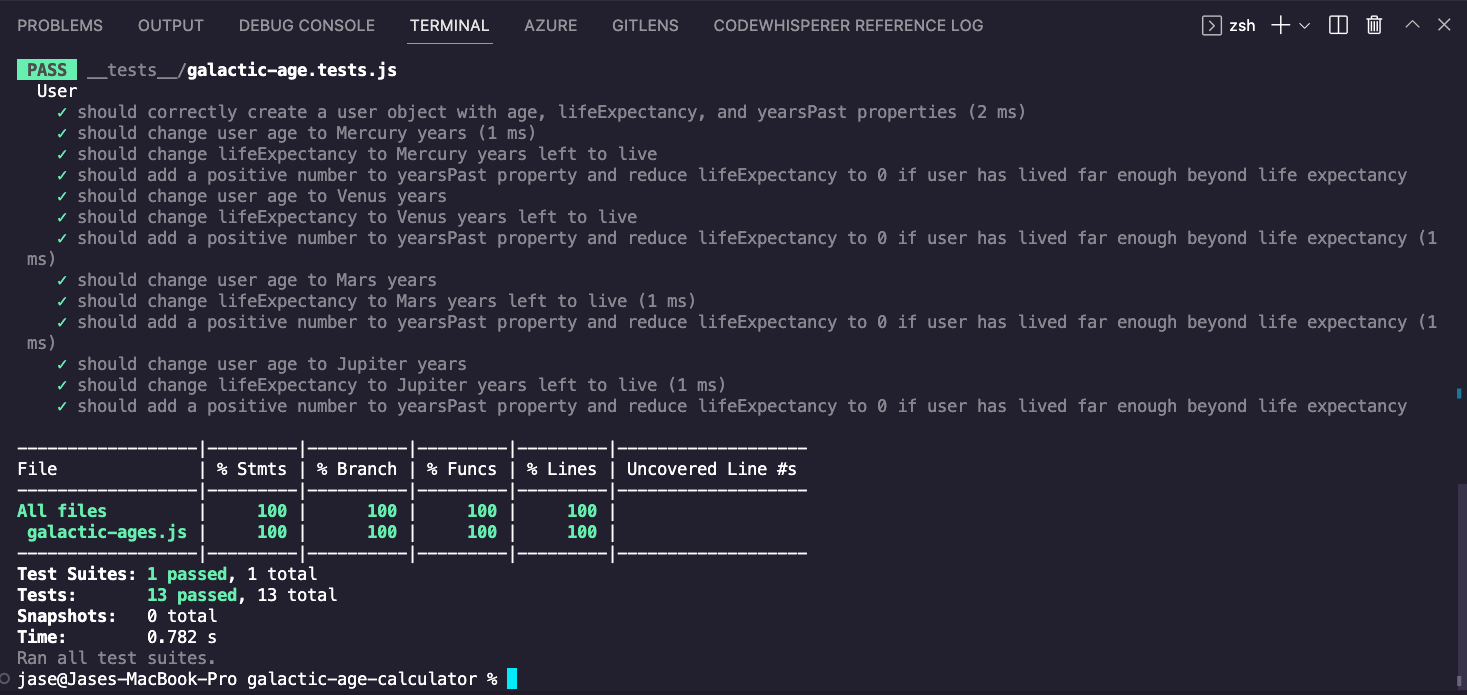 PROBLEMS OUTPUT DEBUG CONSOLE TERMINAL AZURE GITLENS CODEWHISPERER REFERENCE LOG zsh
PASS __tests__/galactic-age.tests.js
User
✓ should correctly create a user object with age, lifeExpectancy, and yearsPast properties (2 ms)
✓ should change user age to Mercury years (1 ms)
✓ should change lifeExpectancy to Mercury years left to live
✓ should add a positive number to yearsPast property and reduce lifeExpectancy to 0 if user has lived far enough beyond life expectancy
✓ should change user age to Venus years
✓ should change lifeExpectancy to Venus years left to live
✓ should add a positive number to yearsPast property and reduce lifeExpectancy to 0 if user has lived far enough beyond life expectancy (1
ms)
✓ should change user age to Mars years
✓ should change lifeExpectancy to Mars years left to live (1 ms)
✓ should add a positive number to yearsPast property and reduce lifeExpectancy to 0 if user has lived far enough beyond life expectancy (1
ms)
✓ should change user age to Jupiter years
✓ should change lifeExpectancy to Jupiter years left to live (1 ms)
✓ should add a positive number to yearsPast property and reduce lifeExpectancy to 0 if user has lived far enough beyond life expectancy
------------------|---------|----------|---------|---------|-------------------
File              | % Stmts | % Branch | % Funcs | % Lines | Uncovered Line #s
------------------|---------|----------|---------|---------|-------------------
All files         |     100 |      100 |     100 |     100 |
 galactic-ages.js |     100 |      100 |     100 |     100 |
------------------|---------|----------|---------|---------|-------------------
Test Suites: 1 passed, 1 total
Tests:       13 passed, 13 total
Snapshots:   0 total
Time:        0.782 s
Ran all test suites.
jase@Jases-MacBook-Pro galactic-age-calculator %